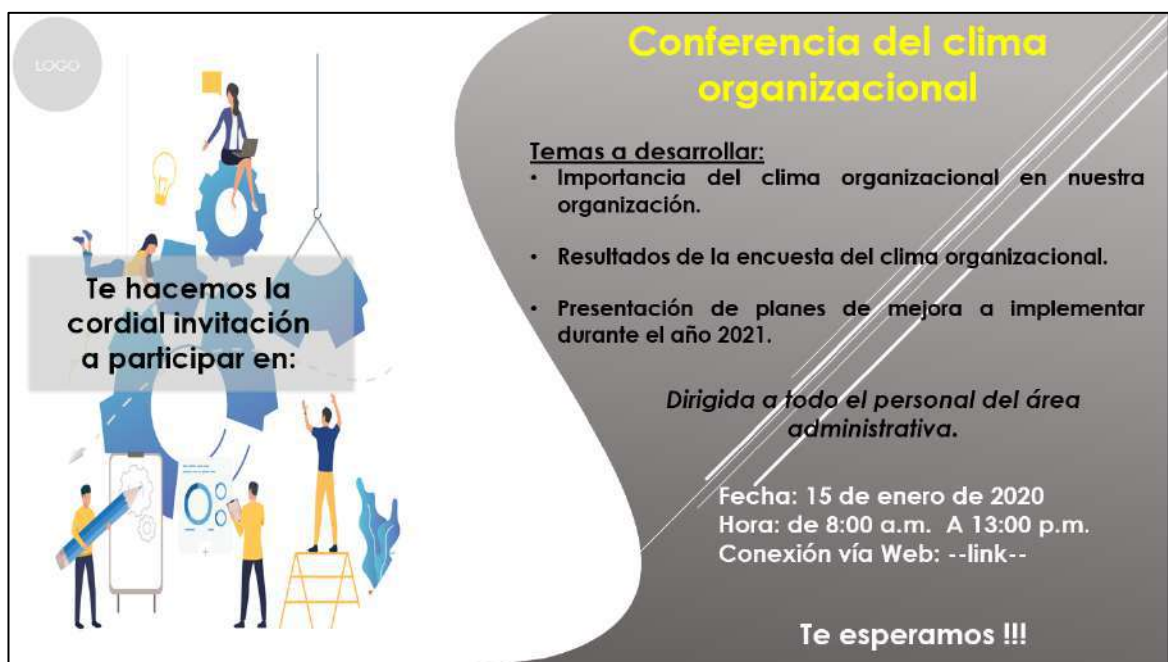 LOGO
Te hacemos la
cordial invitación
a participar en:
Conferencia del clima
organizacional
Temas a desarrollar:
• Importancia del clima organizacional en nuestra
organización.
• Resultados de la encuesta del clima organizacional.
• Presentación de planes de mejora a implementar
durante el año 2021.
Dirigida a todo el personal del área
administrativa.
Fecha: 15 de enero de 2020
Hora: de 8:00 a.m. A 13:00 p.m.
Conexión vía Web: --link--
Te esperamos !!!